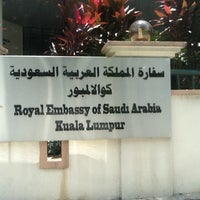 سفارة المملكة العربية السعودية
كوالالمبور
Royal Embassy of Saudi Arabia
Kuala Lumpur